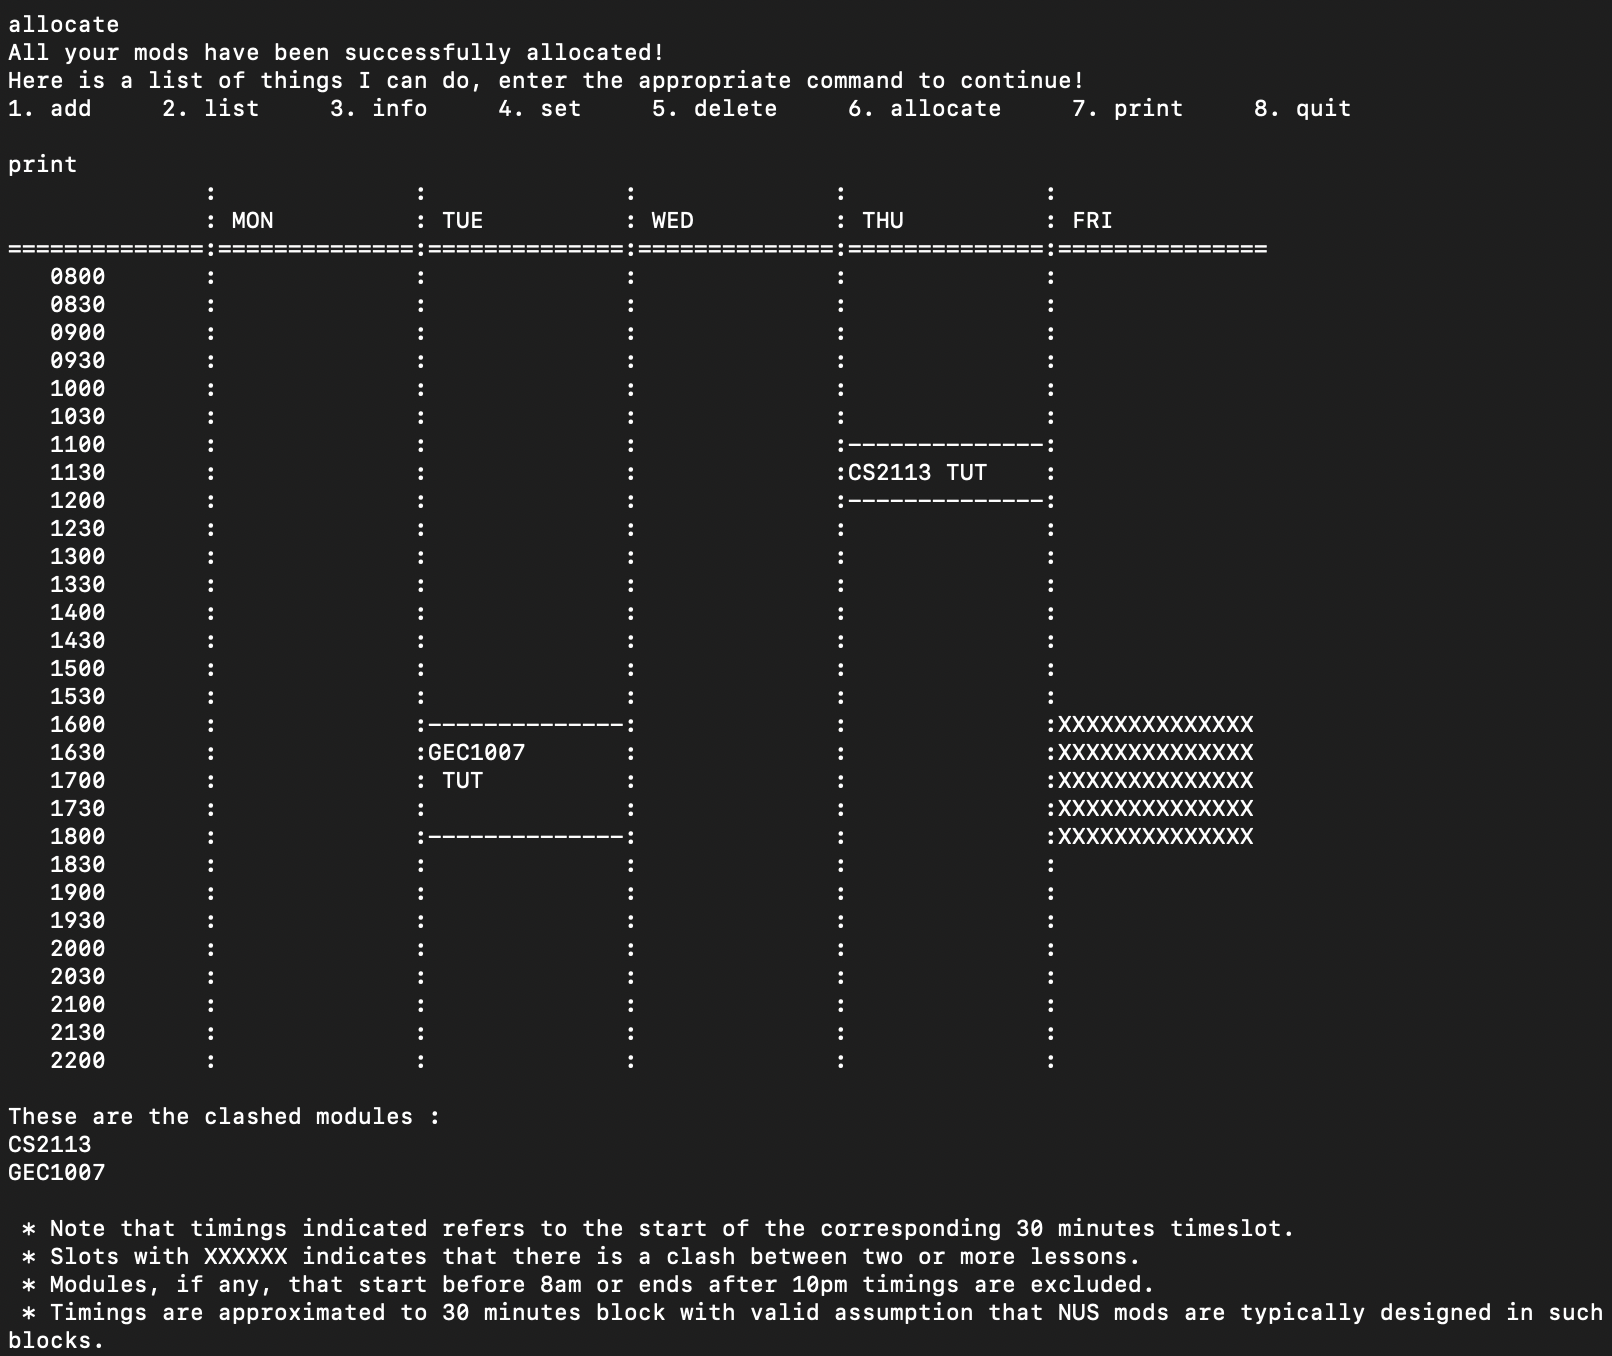 allocate
All your mods have been successfully allocated!
Here is a list of things I can do, enter the appropriate command to continue!
1. add     2. list     3. info     4. set     5. delete     6. allocate     7. print     8. quit

print
              :              :              :              :              :
              : MON          : TUE          : WED          : THU          : FRI
==============:==============:==============:==============:==============:===============
   0800       :              :              :              :              :
   0830       :              :              :              :              :
   0900       :              :              :              :              :
   0930       :              :              :              :              :
   1000       :              :              :              :              :
   1030       :              :              :              :              :
   1100       :              :              :              :--------------:
   1130       :              :              :              :CS2113 TUT    :
   1200       :              :              :              :--------------:
   1230       :              :              :              :              :
   1300       :              :              :              :              :
   1330       :              :              :              :              :
   1400       :              :              :              :              :
   1430       :              :              :              :              :
   1500       :              :              :              :              :
   1530       :              :              :              :              :
   1600       :              :--------------:              :              :XXXXXXXXXXXXXX
   1630       :              :GEC1007       :              :              :XXXXXXXXXXXXXX
   1700       :              : TUT          :              :              :XXXXXXXXXXXXXX
   1730       :              :              :              :              :XXXXXXXXXXXXXX
   1800       :              :--------------:              :              :XXXXXXXXXXXXXX
   1830       :              :              :              :              :
   1900       :              :              :              :              :
   1930       :              :              :              :              :
   2000       :              :              :              :              :
   2030       :              :              :              :              :
   2100       :              :              :              :              :
   2130       :              :              :              :              :
   2200       :              :              :              :              :

These are the clashed modules :
CS2113
GEC1007

 * Note that timings indicated refers to the start of the corresponding 30 minutes timeslot.
 * Slots with XXXXXX indicates that there is a clash between two or more lessons.
 * Modules, if any, that start before 8am or ends after 10pm timings are excluded.
 * Timings are approximated to 30 minutes block with valid assumption that NUS mods are typically designed in such
blocks.